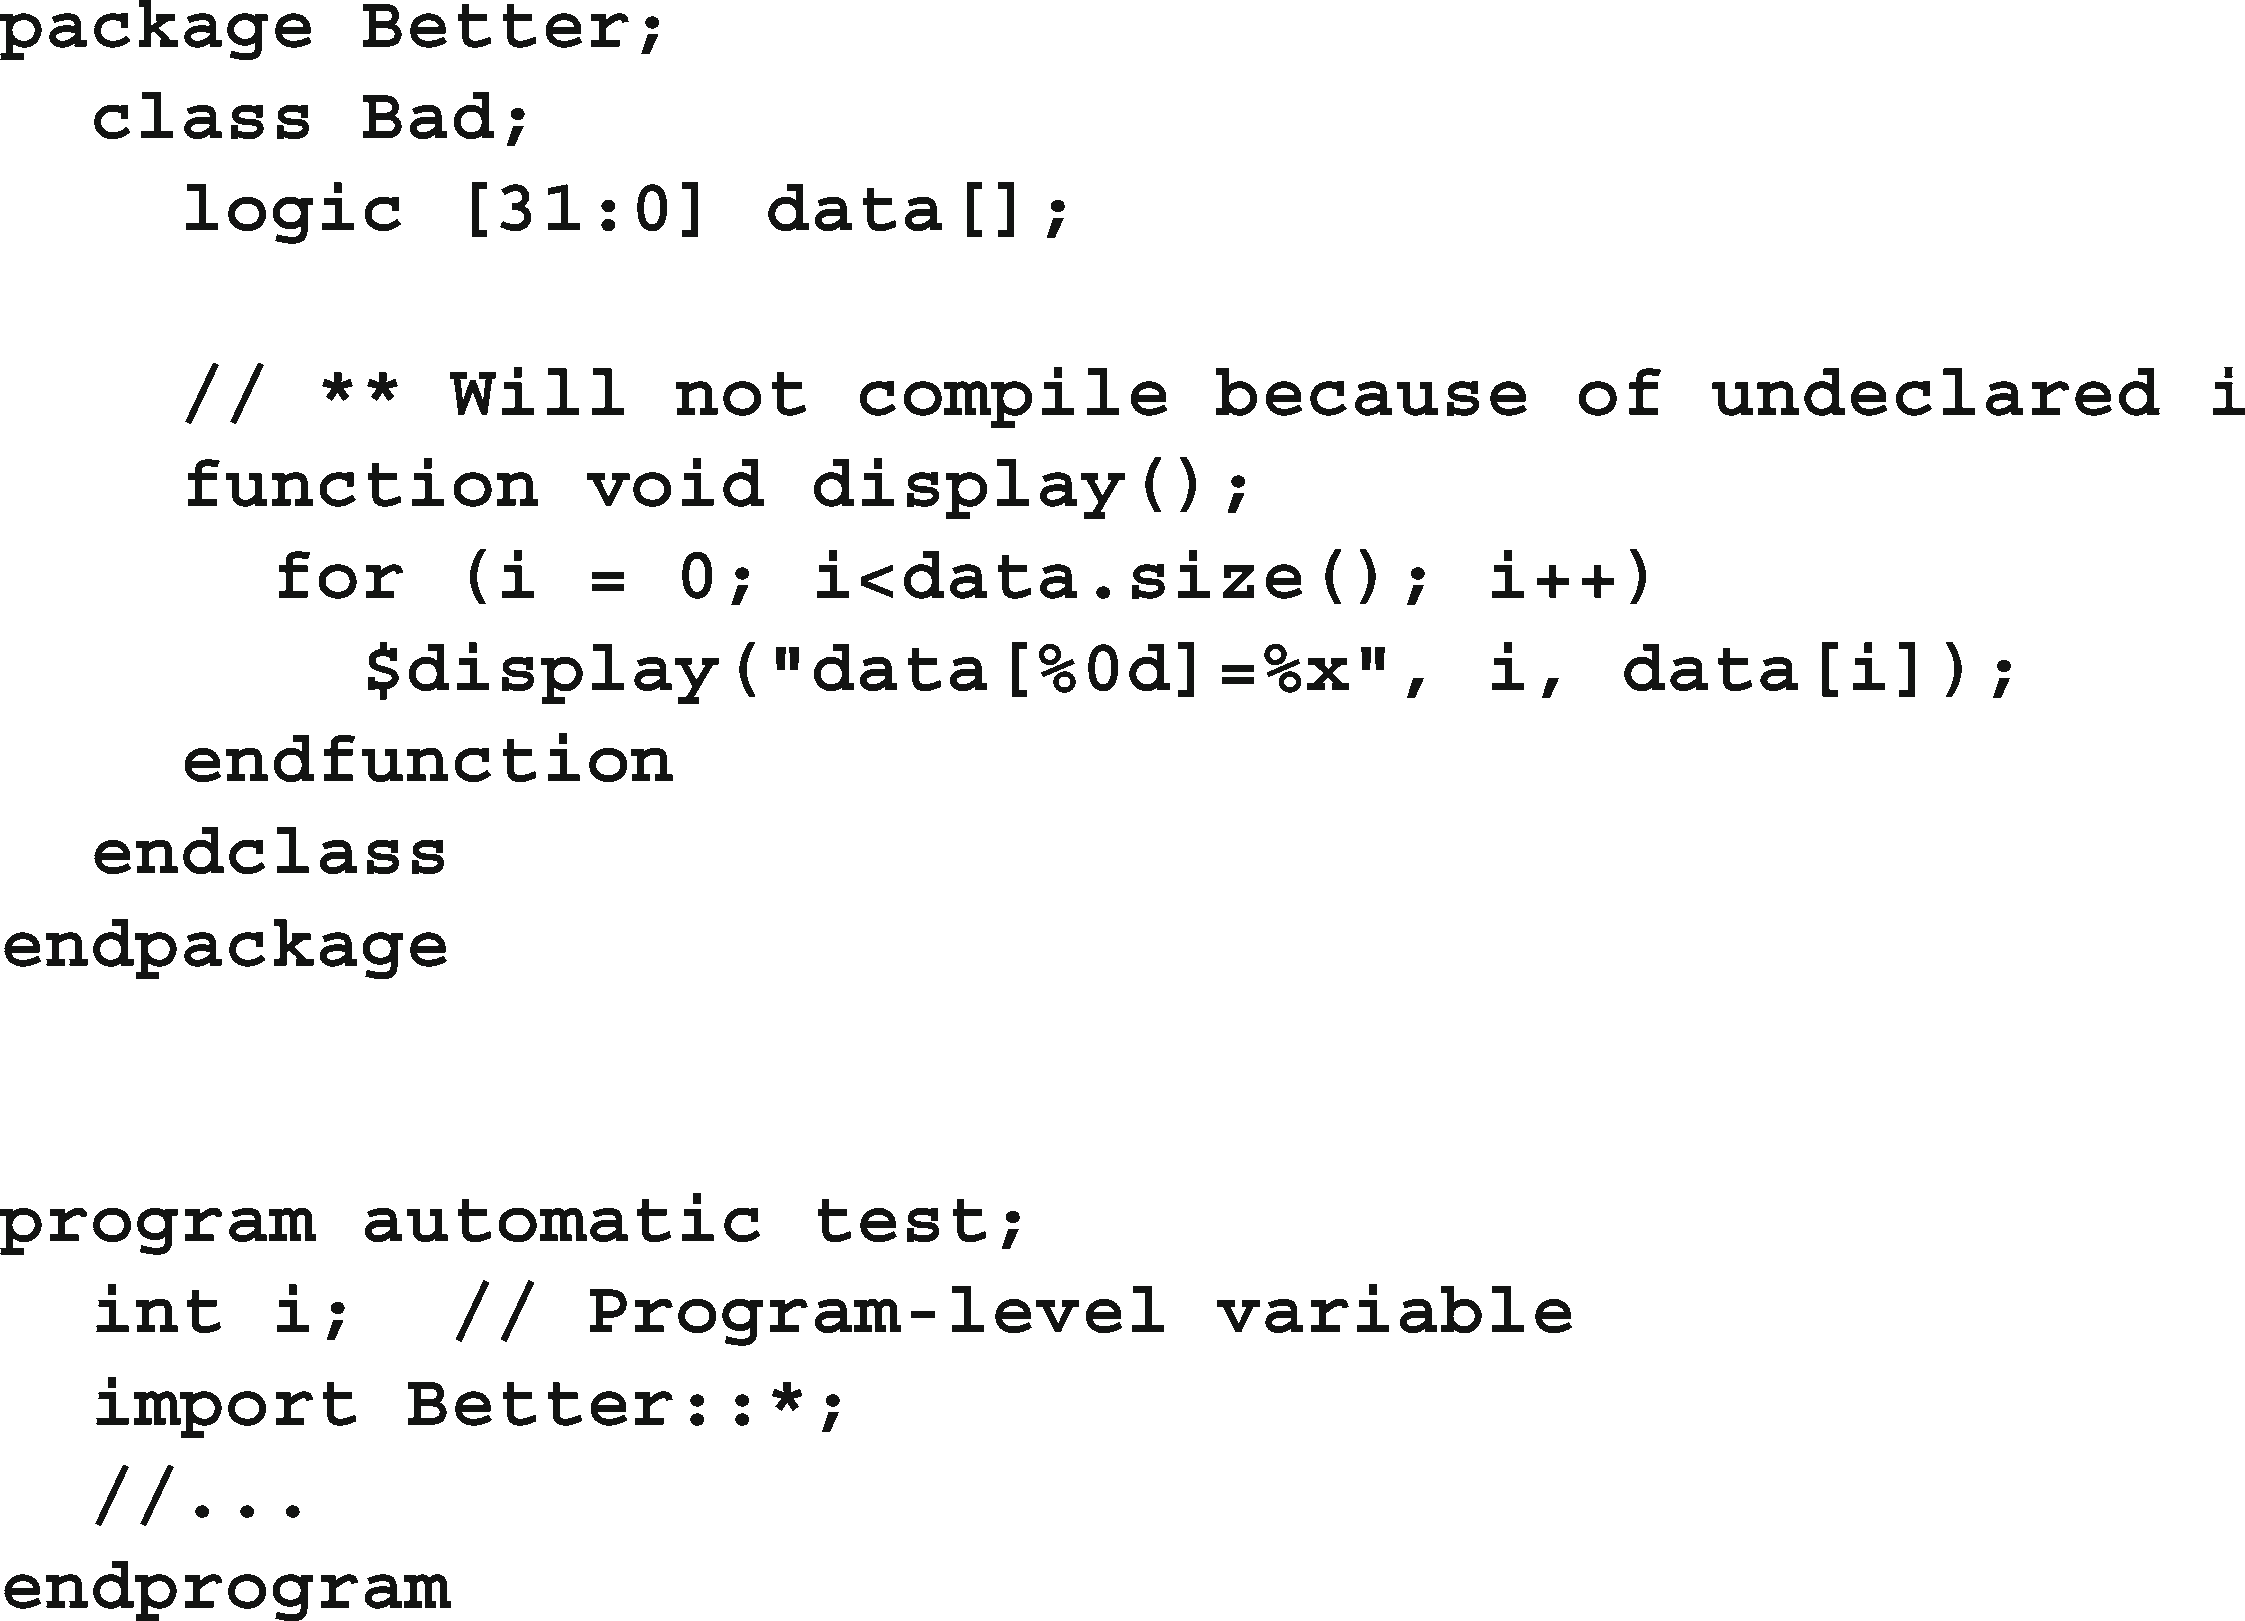 package Better;
  class Bad;
    logic [31:0] data[];

    // ** Will not compile because of undeclared i
    function void display();
      for (i = 0; i<data.size(); i++)
        $display("data[%0d]=%x", i, data[i]);
    endfunction
  endclass
endpackage

program automatic test;
  int i;  // Program-level variable
  import Better::*;
  //...
endprogram